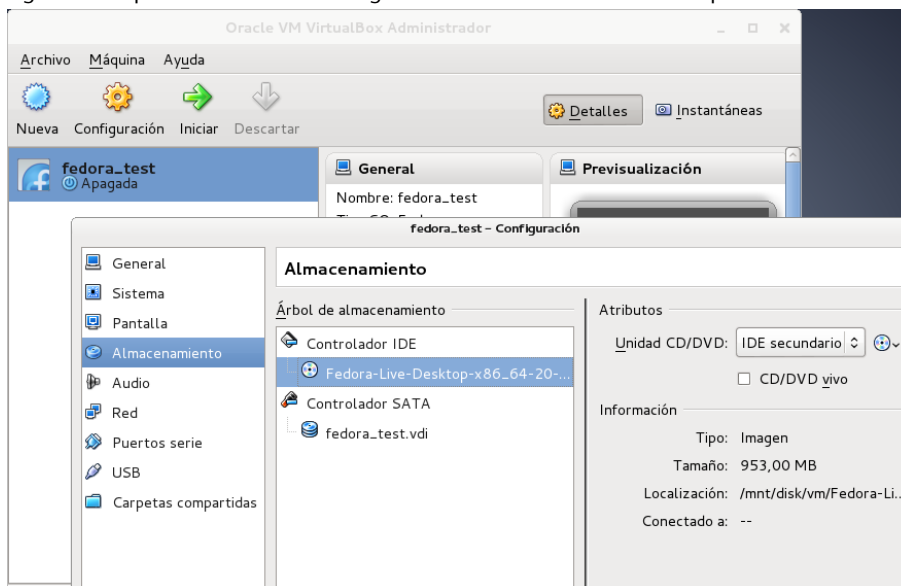 Oracle VM VirtualBox Administrador
Archivo Máquina Ayuda
Nueva Configuración Iniciar Descartar
Detalles Instantáneas
fedora_test
Apagada
General
Previsualización
Nombre: fedora_test
fedora_test – Configuración
General
Sistema
Pantalla
Almacenamiento
Audio
Red
Puertos serie
USB
Carpetas compartidas
Almacenamiento
Árbol de almacenamiento
Controlador IDE
Fedora-Live-Desktop-x86_64-20-...
Controlador SATA
fedora_test.vdi
Atributos
Unidad CD/DVD: IDE secundario
CD/DVD vivo
Información
Tipo: Imagen
Tamaño: 953,00 MB
Localización: /mnt/disk/vm/Fedora-Li..
Conectado a: --